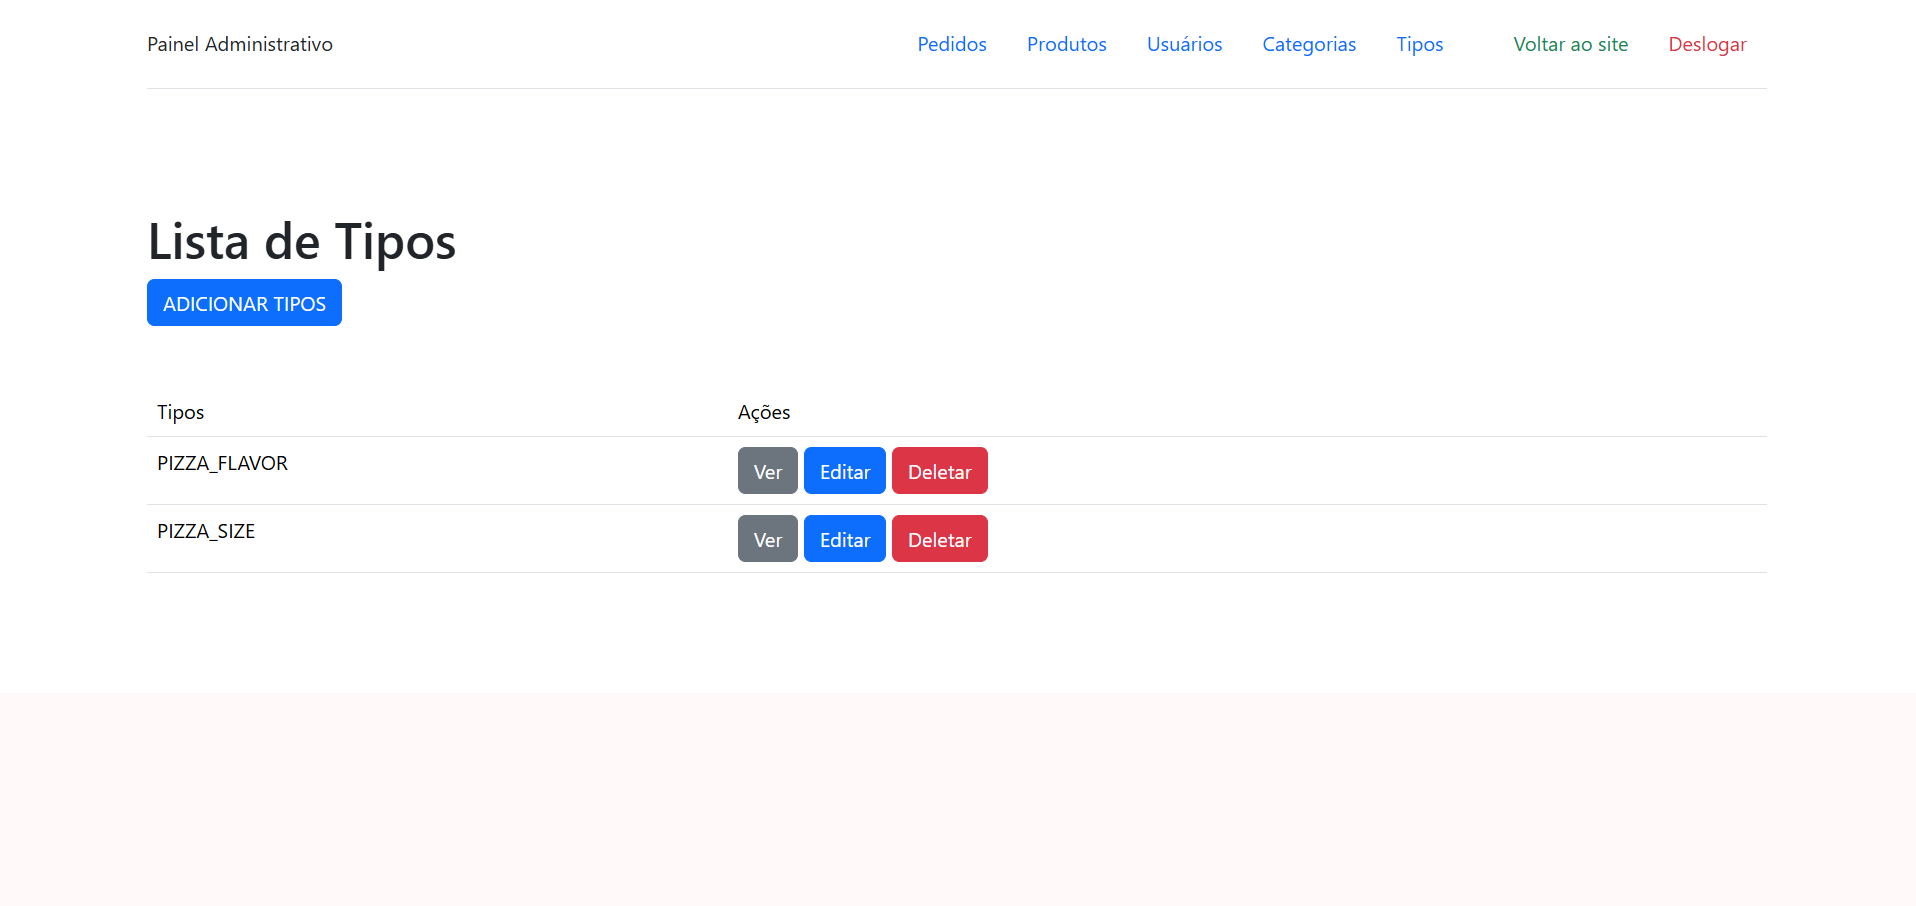 Painel Administrativo Pedidos Produtos Usuários Categorias Tipos Voltar ao site Deslogar
Lista de Tipos
ADICIONAR TIPOS
Tipos Ações
PIZZA_FLAVOR Ver Editar Deletar
PIZZA_SIZE Ver Editar Deletar